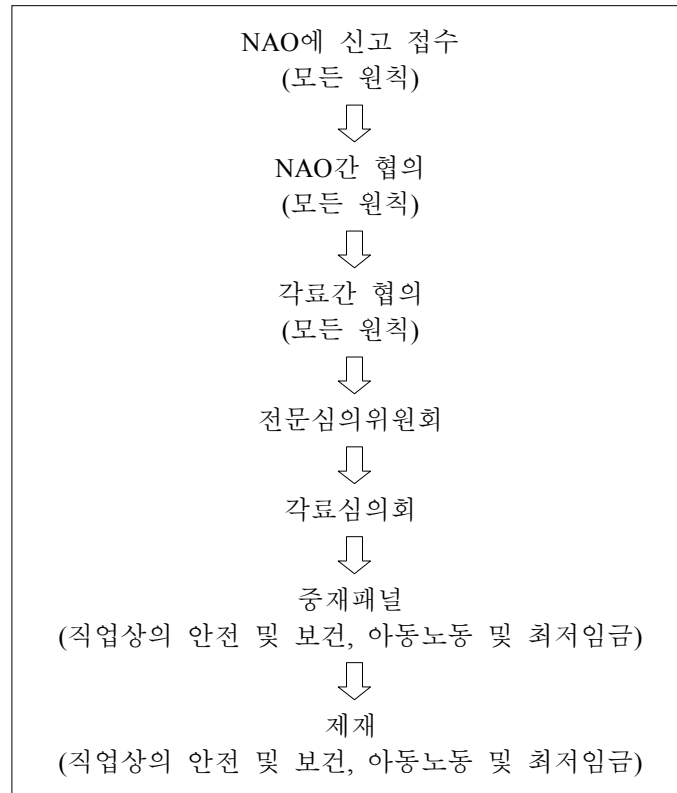 NAO에 신고 접수
(모든 원칙)
NAO간 협의
(모든 원칙)
각료간 협의
(모든 원칙)
전문심의위원회
각료심의회
중재패널
(직업상의 안전 및 보건, 아동노동 및 최저임금)
제재
(직업상의 안전 및 보건, 아동노동 및 최저임금)